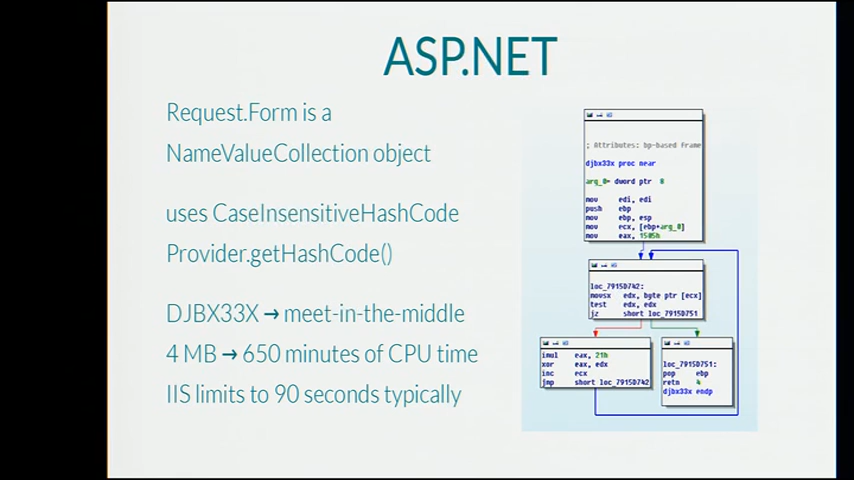 ASP.NET
Request.Form is a
NameValueCollection object
uses CaseInsensitiveHashCode
Provider.getHashCode()
DJBX33X → meet-in-the-middle
4 MB → 650 minutes of CPU time
IIS limits to 90 seconds typically
; Attributes: bp-based frame
djbx33x proc near
arg_0= dword ptr 8
mov edi, edi
push ebp
mov ebp, esp
mov ecx, [ebp+arg_0]
mov eax, 1505h
loc_7915D742:
movsx edx, byte ptr [ecx]
test edx, edx
jz short loc_7915D751
imul eax, 21h
xor eax, edx
inc ecx
jmp short loc_7915D742
loc_7915D751:
pop ebp
retn 4
djbx33x endp